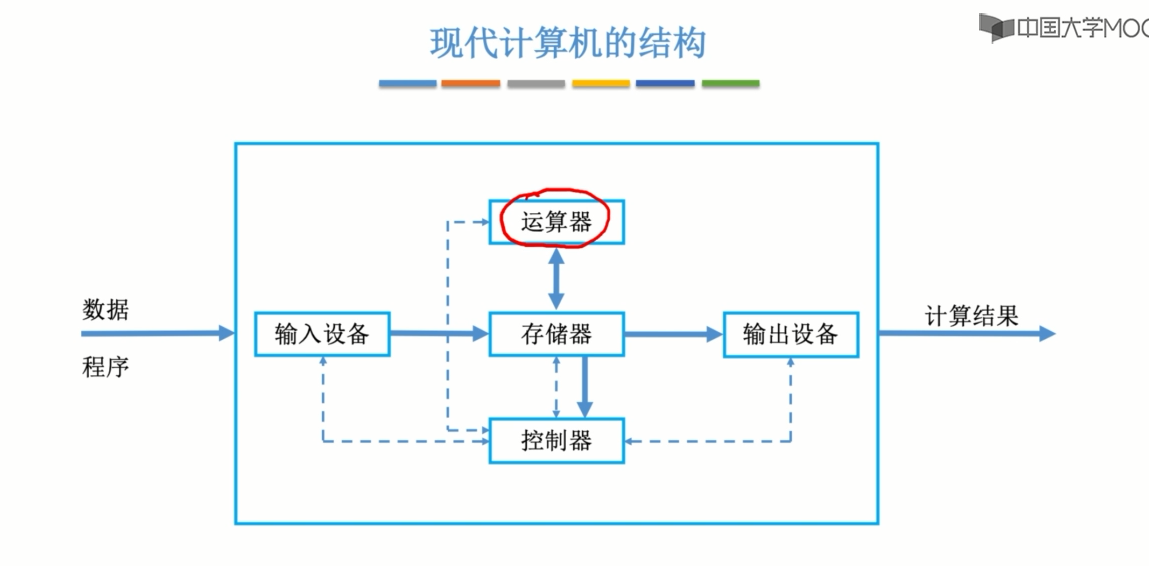 现代计算机的结构
中国大学MOO
运算器
数据
程序
输入设备
存储器
输出设备
计算结果
控制器